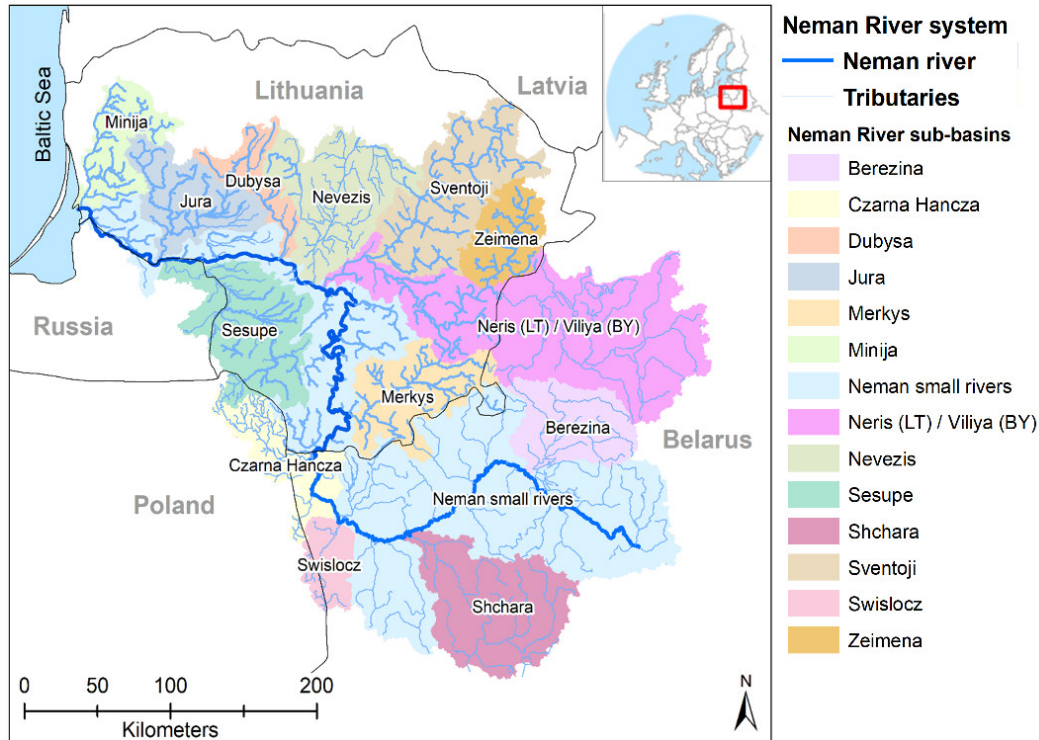 Baltic Sea
Lithuania
Latvia
Minija
Dubysa
Jura
Nevezis
Sventoji
Zeimena
Russia
Sesupe
Neris (LT) / Viliya (BY)
Merkys
Berezina
Belarus
Czarna Hancza
Poland
Neman small rivers
Swislocz
Shchara
0 50 100 200
Kilometers
N
Neman River system
Neman river
Tributaries
Neman River sub-basins
Berezina
Czarna Hancza
Dubysa
Jura
Merkys
Minija
Neman small rivers
Neris (LT) / Viliya (BY)
Nevezis
Sesupe
Shchara
Sventoji
Swislocz
Zeimena